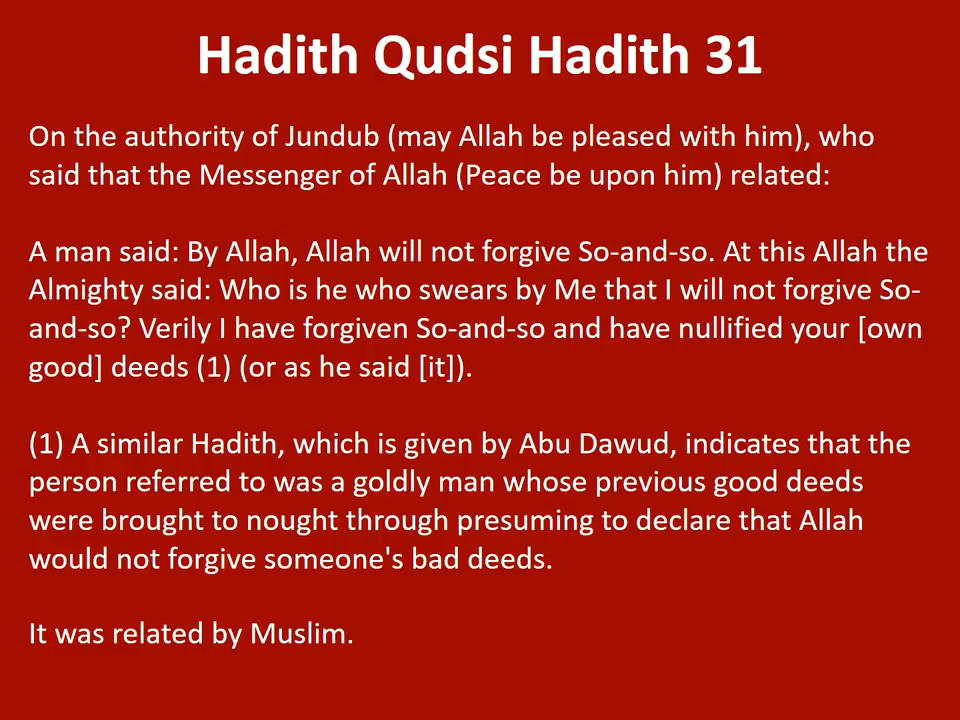 Hadith Qudsi Hadith 31
On the authority of Jundub (may Allah be pleased with him), who
said that the Messenger of Allah (Peace be upon him) related:
A man said: By Allah, Allah will not forgive So-and-so. At this Allah the
Almighty said: Who is he who swears by Me that I will not forgive So-
and-so? Verily I have forgiven So-and-so and have nullified your [own
good] deeds (1) (or as he said [it]).
(1) A similar Hadith, which is given by Abu Dawud, indicates that the
person referred to was a goldly man whose previous good deeds
were brought to nought through presuming to declare that Allah
would not forgive someone's bad deeds.
It was related by Muslim.